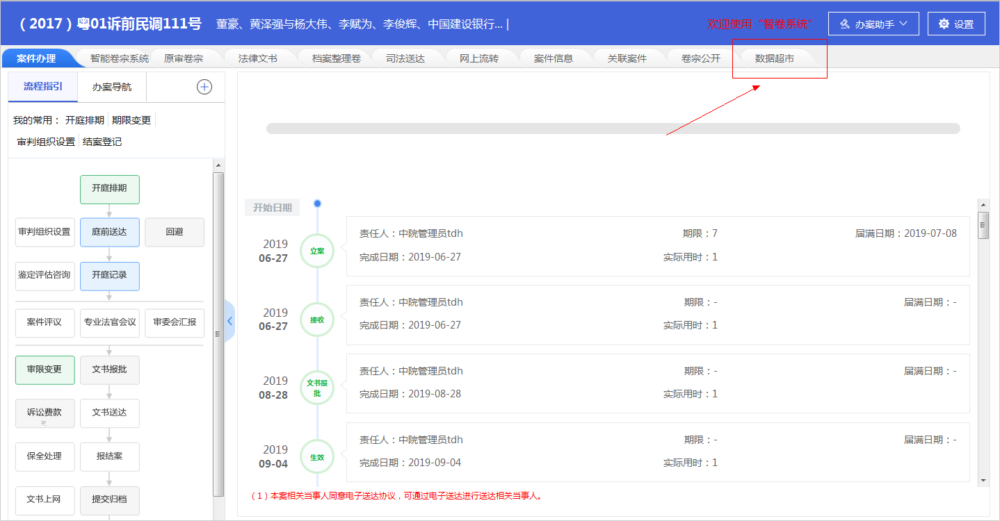 （2017）粤01诉前民调111号 董豪、黄泽强与杨大伟、李赋为、李俊辉、中国建设银行... | 欢迎使用“智卷系统” 办案助手 设置
案件办理 智能卷宗系统 原审卷宗 法律文书 档案整理卷 司法送达 网上流转 案件信息 关联案件 卷宗公开 数据超市
流程指引 办案导航
我的常用： 开庭排期 期限变更
审判组织设置 结案登记
开庭排期
审判组织设置 庭前送达 回避
鉴定评估咨询 开庭记录
案件评议 专业法官会议 审委会汇报
审限变更 文书报批
诉讼费款 文书送达
保全处理 报结案
文书上网 提交归档
开始日期
2019
06-27
立案
责任人：中院管理员tdh 期限：7 届满日期：2019-07-08
完成日期：2019-06-27 实际用时：1
2019
06-27
接收
责任人：中院管理员tdh 期限：- 届满日期：-
完成日期：2019-06-27 实际用时：1
2019
08-28
文书报
批
责任人：中院管理员tdh 期限：- 届满日期：-
完成日期：2019-08-28 实际用时：1
2019
09-04
生效
责任人：中院管理员tdh 期限：- 届满日期：-
完成日期：2019-09-04 实际用时：1
（1）本案相关当事人同意电子送达协议，可通过电子送达进行送达相关当事人。